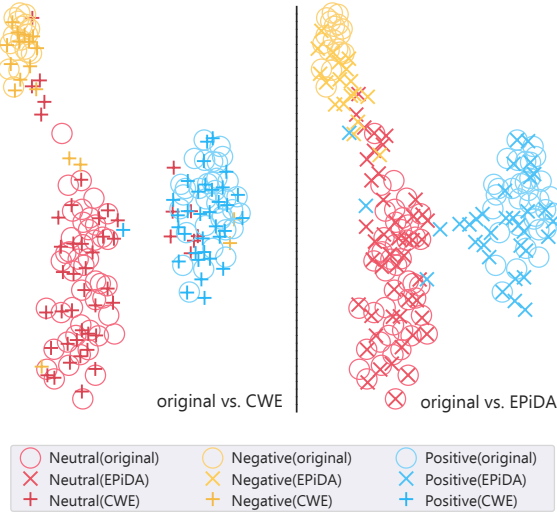 original vs. CWE
original vs. EPiDA
Neutral(original) Negative(original) Positive(original)
Neutral(EPiDA) Negative(EPiDA) Positive(EPiDA)
Neutral(CWE) Negative(CWE) Positive(CWE)